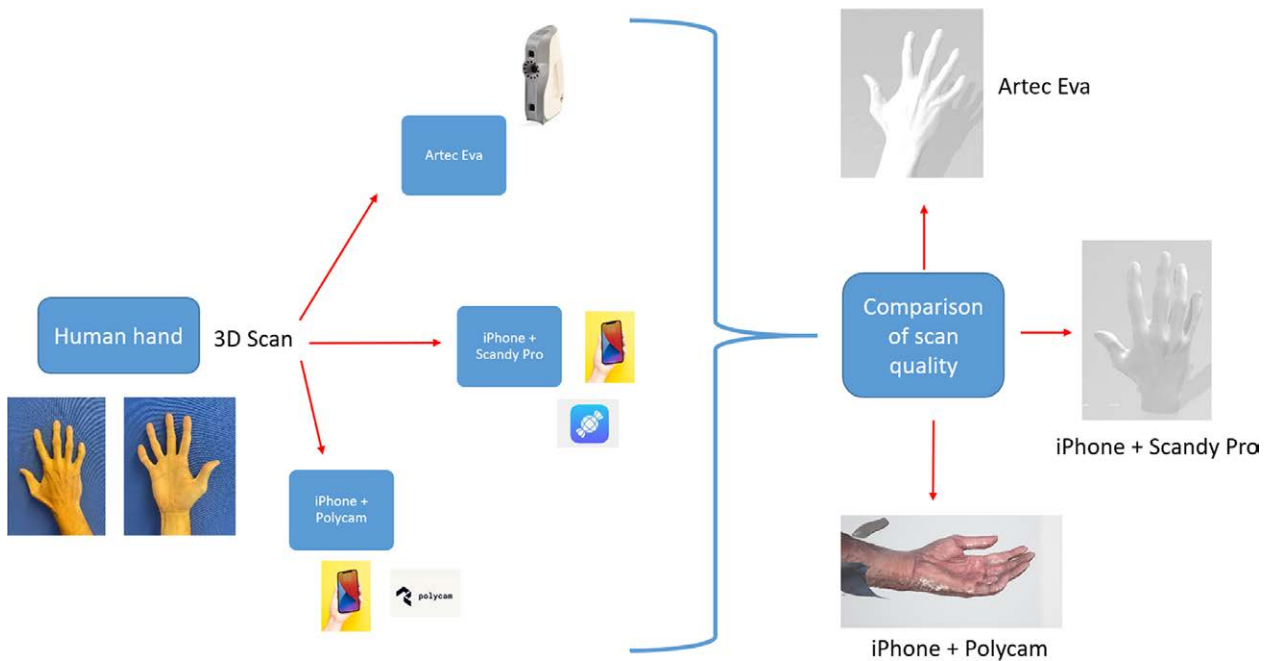 Human hand
3D Scan
Artec Eva
iPhone +
Scandy Pro
iPhone +
Polycam
polycam
Comparison
of scan
quality
Artec Eva
iPhone + Scandy Pro
iPhone + Polycam